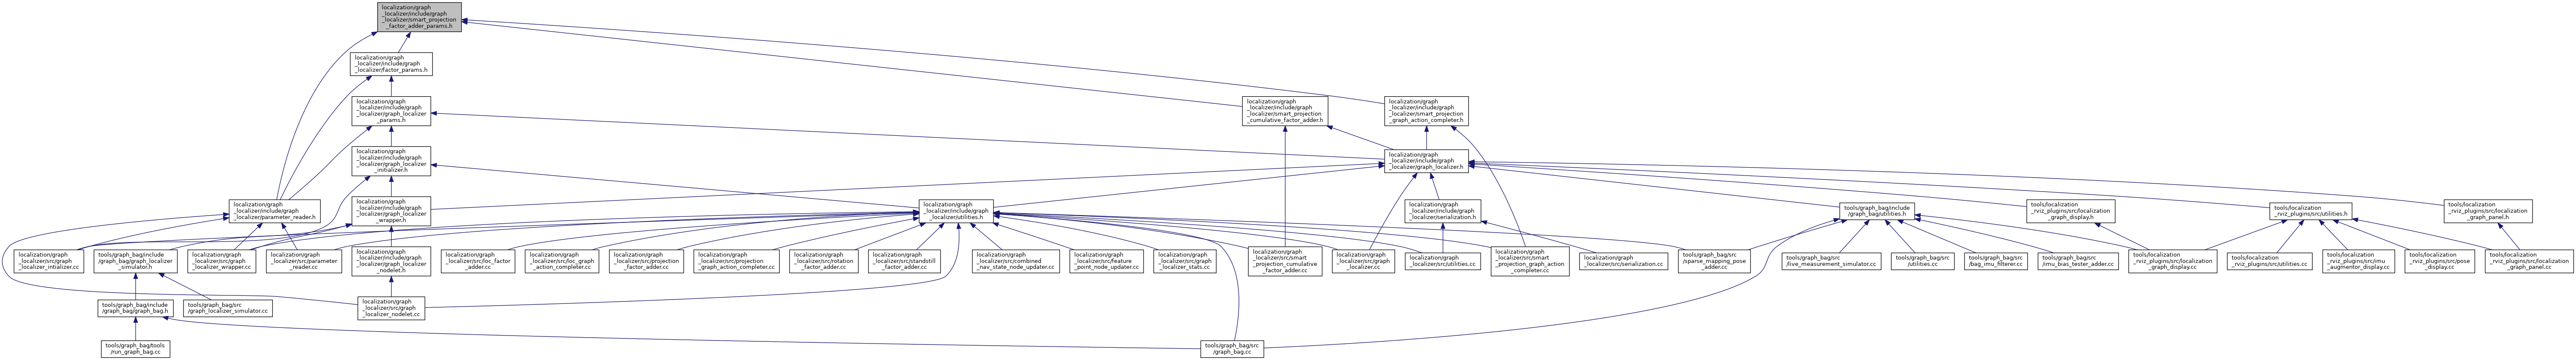 localization/graph
_localizer/include/graph
_localizer/smart_projection
_factor_adder_params.h
localization/graph
_localizer/include/graph
_localizer/factor_params.h
localization/graph
_localizer/include/graph
_localizer/graph_localizer
_params.h
localization/graph
_localizer/include/graph
_localizer/smart_projection
_cumulative_factor_adder.h
localization/graph
_localizer/include/graph
_localizer/smart_projection
_graph_action_completer.h
localization/graph
_localizer/include/graph
_localizer/graph_localizer
_initializer.h
localization/graph
_localizer/include/graph
_localizer/graph_localizer.h
localization/graph
_localizer/include/graph
_localizer/parameter_reader.h
localization/graph
_localizer/include/graph
_localizer/graph_localizer
_wrapper.h
localization/graph
_localizer/include/graph
_localizer/utilities.h
localization/graph
_localizer/include/graph
_localizer/serialization.h
tools/graph_bag/include
/graph_bag/utilities.h
tools/localization
_rviz_plugins/src/localization
_graph_display.h
tools/localization
_rviz_plugins/src/utilities.h
tools/localization
_rviz_plugins/src/localization
_graph_panel.h
localization/graph
_localizer/src/graph
_localizer_intializer.cc
tools/graph_bag/include
/graph_bag/graph_localizer
_simulator.h
localization/graph
_localizer/src/graph
_localizer_wrapper.cc
localization/graph
_localizer/src/parameter
_reader.cc
localization/graph
_localizer/include/graph
_localizer/graph_localizer
_nodelet.h
localization/graph
_localizer/src/loc_factor
_adder.cc
localization/graph
_localizer/src/loc_graph
_action_completer.cc
localization/graph
_localizer/src/projection
_factor_adder.cc
localization/graph
_localizer/src/projection
_graph_action_completer.cc
localization/graph
_localizer/src/rotation
_factor_adder.cc
localization/graph
_localizer/src/standstill
_factor_adder.cc
localization/graph
_localizer/src/combined
_nav_state_node_updater.cc
localization/graph
_localizer/src/feature
_point_node_updater.cc
localization/graph
_localizer/src/graph
_localizer_stats.cc
localization/graph
_localizer/src/smart
_projection_cumulative
_factor_adder.cc
localization/graph
_localizer/src/graph
_localizer.cc
localization/graph
_localizer/src/utilities.cc
localization/graph
_localizer/src/smart
_projection_graph_action
_completer.cc
localization/graph
_localizer/src/serialization.cc
tools/graph_bag/src
/sparse_mapping_pose
_adder.cc
tools/graph_bag/src
/live_measurement_simulator.cc
tools/graph_bag/src
/utilities.cc
tools/graph_bag/src
/bag_imu_filterer.cc
tools/graph_bag/src
/imu_bias_tester_adder.cc
tools/localization
_rviz_plugins/src/localization
_graph_display.cc
tools/localization
_rviz_plugins/src/utilities.cc
tools/localization
_rviz_plugins/src/imu
_augmentor_display.cc
tools/localization
_rviz_plugins/src/pose
_display.cc
tools/localization
_rviz_plugins/src/localization
_graph_panel.cc
tools/graph_bag/include
/graph_bag/graph_bag.h
tools/graph_bag/src
/graph_localizer_simulator.cc
localization/graph
_localizer/src/graph
_localizer_nodelet.cc
tools/graph_bag/tools
/run_graph_bag.cc
tools/graph_bag/src
/graph_bag.cc